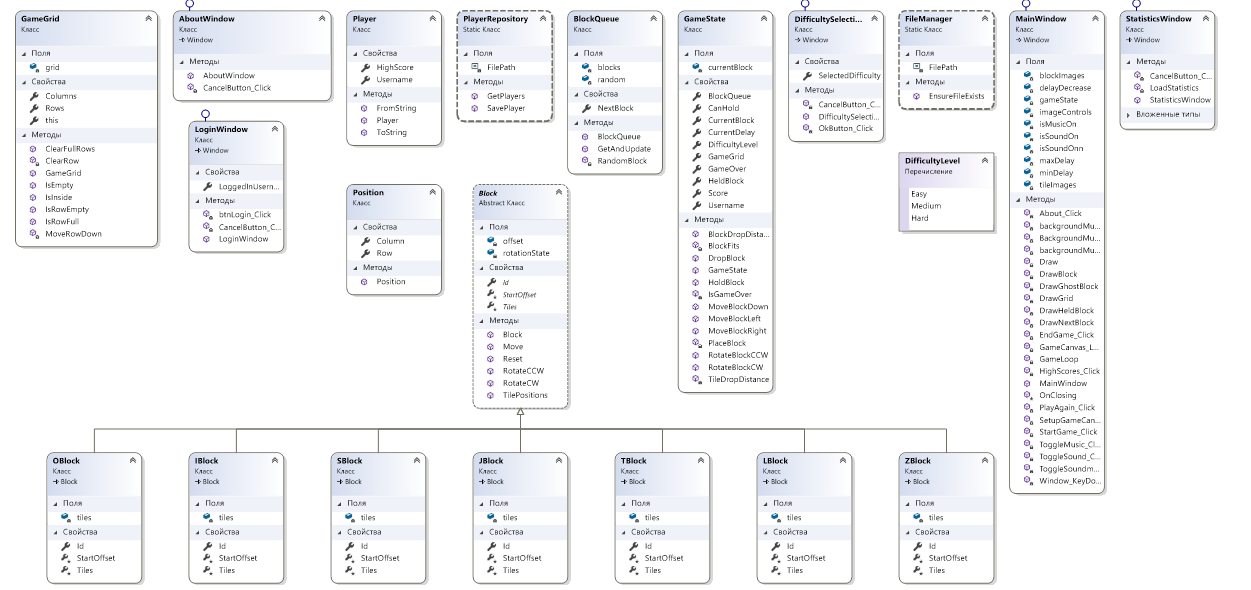 GameGrid
Класс
Поля
grid
Свойства
Columns
Rows
this
Методы
ClearFullRows
ClearRow
GameGrid
IsEmpty
IsInside
IsRowEmpty
IsRowFull
MoveRowDown
AboutWindow
Класс
Window
Методы
AboutWindow
CancelButton_Click
LoginWindow
Класс
Window
Свойства
LoggedInUsern...
Методы
btnLogin_Click
CancelButton_C...
LoginWindow
Player
Класс
Свойства
HighScore
Username
Методы
FromString
Player
ToString
Position
Класс
Свойства
Column
Row
Методы
Position
PlayerRepository
Static Класс
Поля
FilePath
Методы
GetPlayers
SavePlayer
Block
Abstract Класс
Поля
offset
rotationState
Свойства
Id
StartOffset
Tiles
Методы
Block
Move
Reset
RotateCCW
RotateCW
TilePositions
BlockQueue
Класс
Поля
blocks
random
Свойства
NextBlock
Методы
BlockQueue
GetAndUpdate
RandomBlock
GameState
Класс
Поля
currentBlock
Свойства
BlockQueue
CanHold
CurrentBlock
CurrentDelay
DifficultyLevel
GameGrid
GameOver
HeldBlock
Score
Username
Методы
BlockDropDista...
BlockFits
DropBlock
GameState
HoldBlock
IsGameOver
MoveBlockDown
MoveBlockLeft
MoveBlockRight
PlaceBlock
RotateBlockCCW
RotateBlockCW
TileDropDistance
DifficultySelecti...
Класс
Window
Свойства
SelectedDifficulty
Методы
CancelButton_C...
DifficultySelecti...
OkButton_Click
FileManager
Static Класс
Поля
FilePath
Методы
EnsureFileExists
DifficultyLevel
Перечисление
Easy
Medium
Hard
MainWindow
Класс
Window
Поля
blockImages
delayDecrease
gameState
imageControls
isMusicOn
isSoundOn
isSoundOnn
maxDelay
minDelay
tileImages
Методы
About_Click
backgroundMu...
BackgroundMu...
backgroundMu...
Draw
DrawBlock
DrawGhostBlock
DrawGrid
DrawHeldBlock
DrawNextBlock
EndGame_Click
GameCanvas_L...
GameLoop
HighScores_Click
MainWindow
OnClosing
PlayAgain_Click
SetupGameCan...
StartGame_Click
ToggleMusic_Cl...
ToggleSound_C...
ToggleSoundm...
Window_KeyDo...
StatisticsWindow
Класс
Window
Методы
CancelButton_C...
LoadStatistics
StatisticsWindow
Вложенные типы
OBlock
Класс
Block
Поля
tiles
Свойства
Id
StartOffset
Tiles
IBlock
Класс
Block
Поля
tiles
Свойства
Id
StartOffset
Tiles
SBlock
Класс
Block
Поля
tiles
Свойства
Id
StartOffset
Tiles
JBlock
Класс
Block
Поля
tiles
Свойства
Id
StartOffset
Tiles
TBlock
Класс
Block
Поля
tiles
Свойства
Id
StartOffset
Tiles
LBlock
Класс
Block
Поля
tiles
Свойства
Id
StartOffset
Tiles
ZBlock
Класс
Block
Поля
tiles
Свойства
Id
StartOffset
Tiles